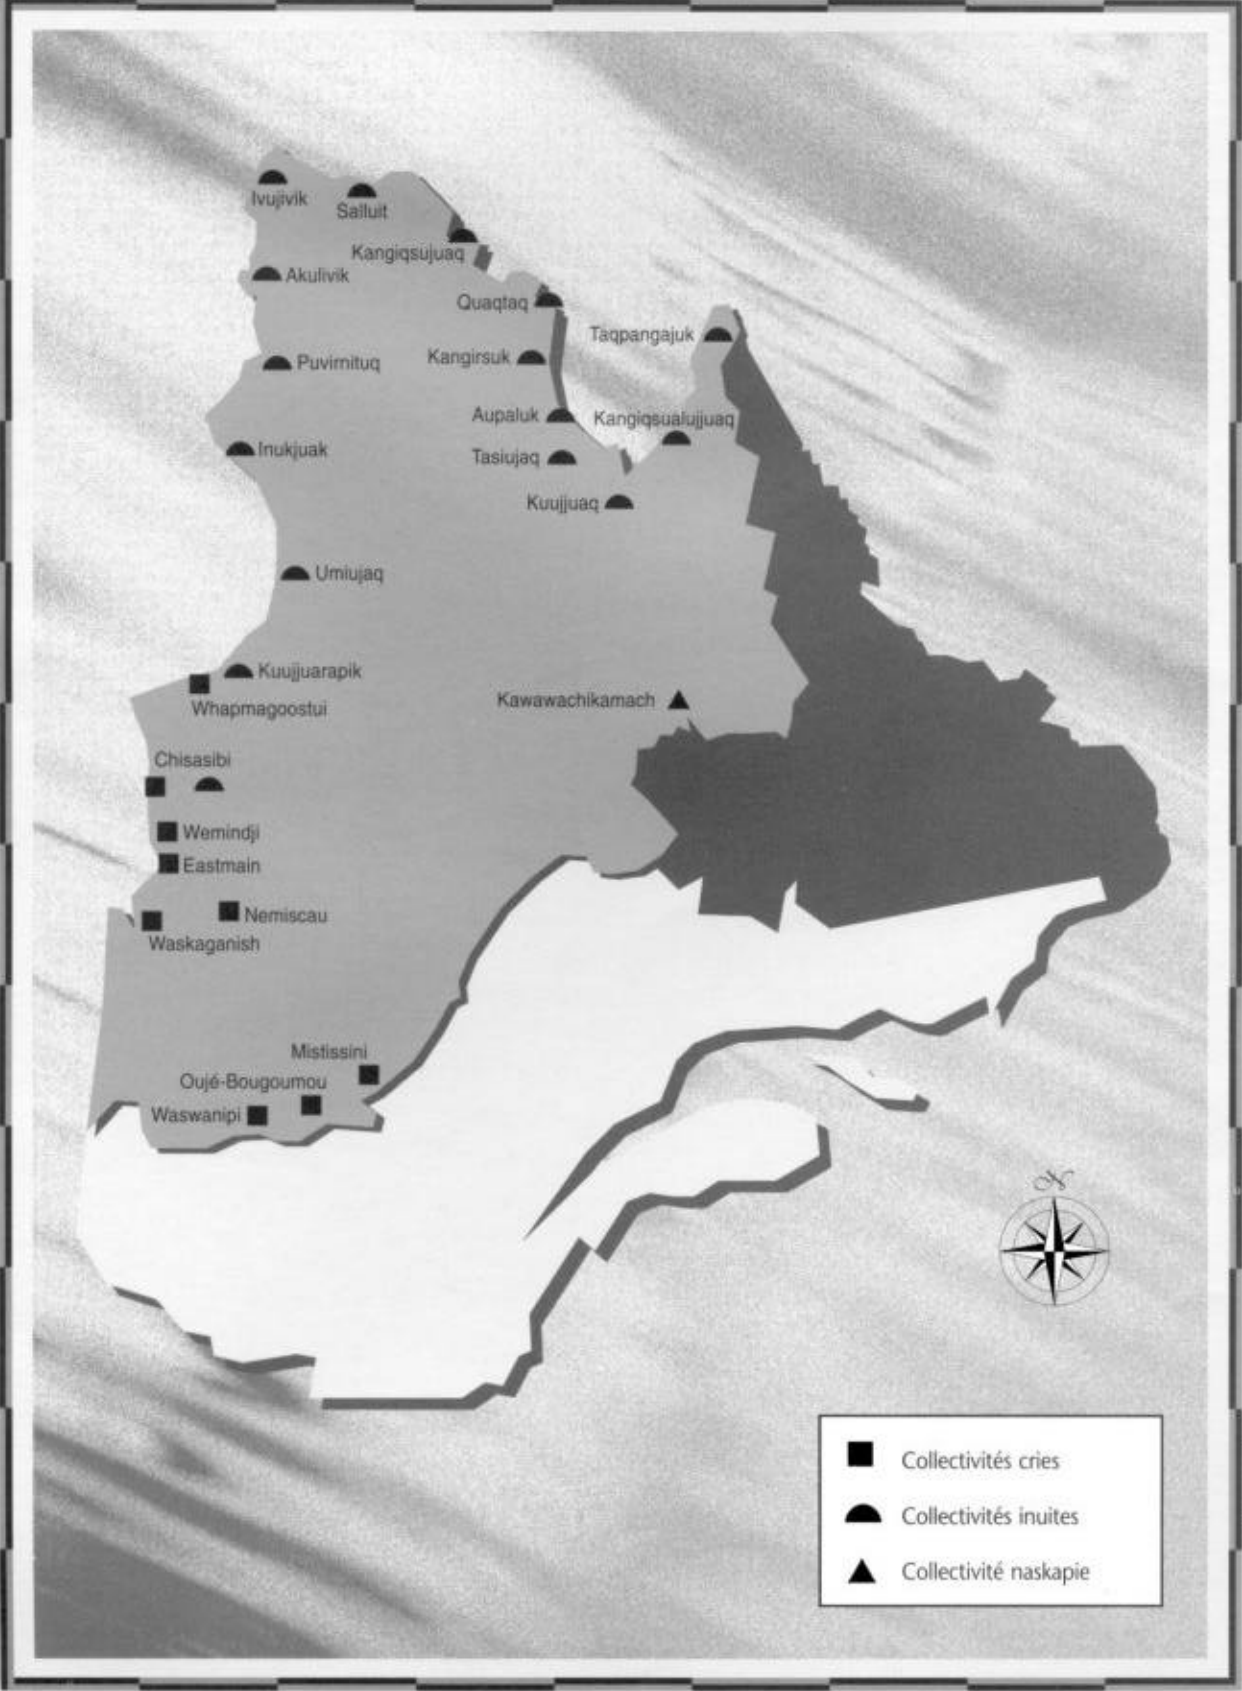 Ivujivik
Salluit
Kangiqsujuaq
Akulivik
Quaqtaq
Taqpangajuk
Kangirsuk
Puvirnituq
Aupaluk
Kangiqsualujjuaq
Inukjuak
Tasiujaq
Kuujjuaq
Umiujaq
Kuujjuarapik
Kawawachikamach
Whapmagoostui
Chisasibi
Wemindji
Eastmain
Nemiscau
Waskaganish
Mistissini
Oujé-Bougoumou
Waswanipi
Collectivités cries
Collectivités inuites
Collectivité naskapie